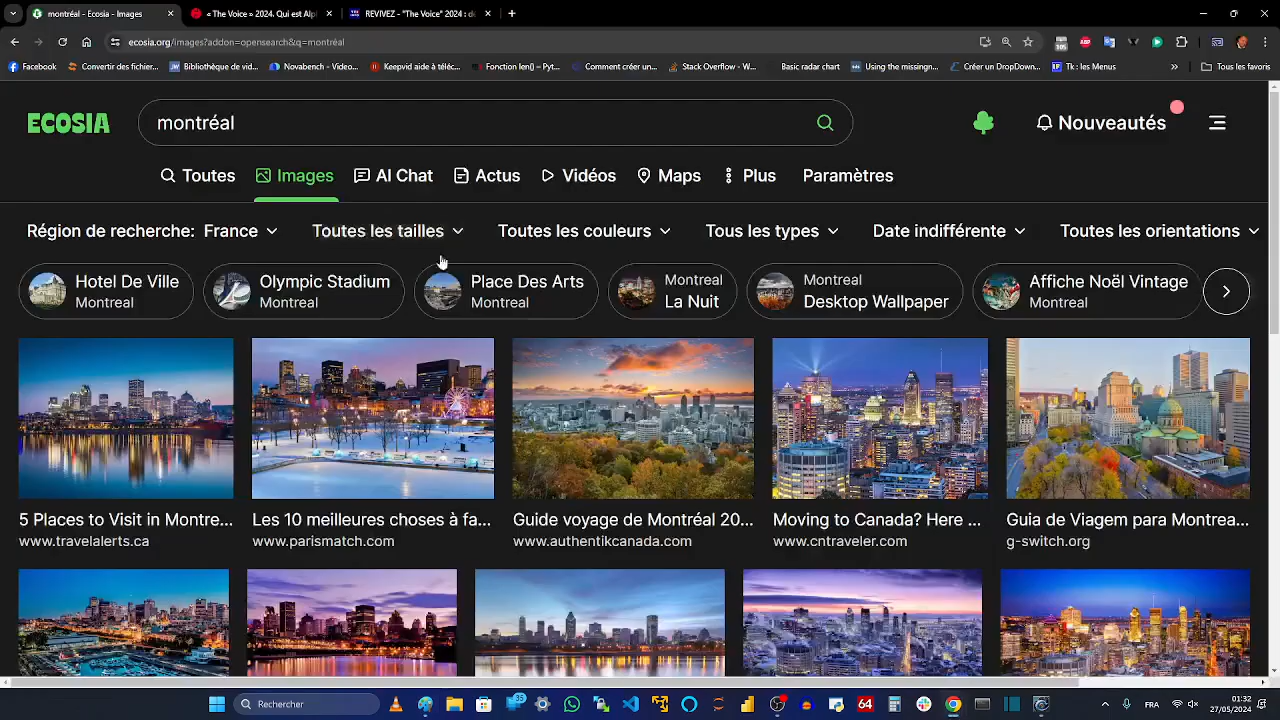 montréal - Ecosia - Images
« The Voice » 2024. Qui est Alpi
REVIVEZ - "The Voice" 2024 : de
ecosia.org/images?addon=opensearch&q=montréal
305
ABP
Facebook
Convertir des fichier...
Bibliothèque de vid...
Novabench - Video...
Keepvid aide à téléc...
Fonction len() – Pyt...
Comment créer un...
Stack Overflow - W...
Basic radar chart
Using the missingn...
Créer un DropDown...
Tk : les Menus
»
Tous les favoris
ECOSIA
montréal
Nouveautés
Toutes
Images
AI Chat
Actus
Vidéos
Maps
Plus
Paramètres
Région de recherche: France
Toutes les tailles
Toutes les couleurs
Tous les types
Date indifférente
Toutes les orientations
Hotel De Ville
Montreal
Olympic Stadium
Montreal
Place Des Arts
Montreal
Montreal
La Nuit
Montreal
Desktop Wallpaper
Affiche Noël Vintage
Montreal
5 Places to Visit in Montre...
www.travelalerts.ca
Les 10 meilleures choses à fa...
www.parismatch.com
Guide voyage de Montréal 20...
www.authentikcanada.com
Moving to Canada? Here ...
www.cntraveler.com
Guia de Viagem para Montrea...
g-switch.org
Rechercher
35
64
FR
01:32
27/05/2024